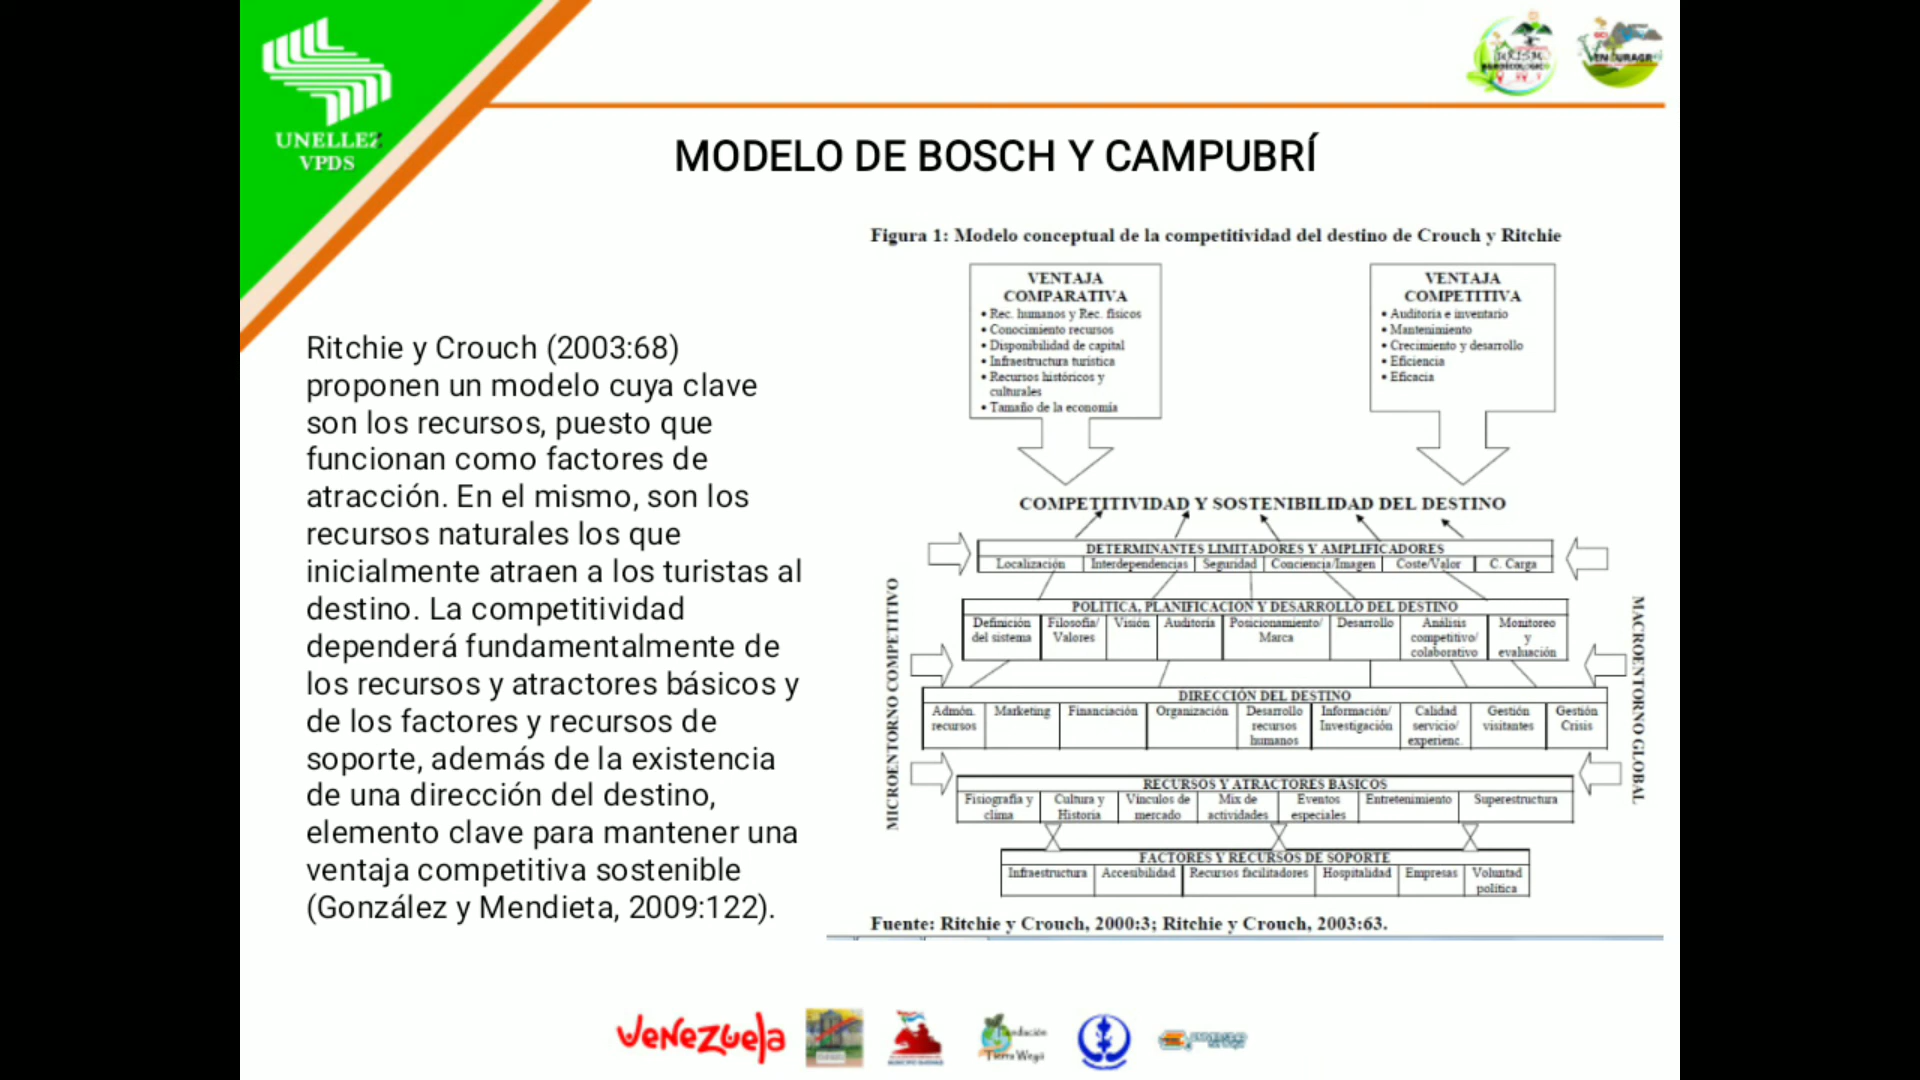 UNELLEZ
VPDS
MODELO DE BOSCH Y CAMPUBRÍ
Ritchie y Crouch (2003:68)
proponen un modelo cuya clave
son los recursos, puesto que
funcionan como factores de
atracción. En el mismo, son los
recursos naturales los que
inicialmente atraen a los turistas al
destino. La competitividad
dependerá fundamentalmente de
los recursos y atractores básicos y
de los factores y recursos de
soporte, además de la existencia
de una dirección del destino,
elemento clave para mantener una
ventaja competitiva sostenible
(González y Mendieta, 2009:122).
Figura 1: Modelo conceptual de la competitividad del destino de Crouch y Ritchie
VENTAJA
COMPARATIVA
• Rec. humanos y Rec. físicos
• Conocimiento recursos
• Disponibilidad de capital
• Infraestructura turística
• Recursos históricos y
culturales
• Tamaño de la economía
VENTAJA
COMPETITIVA
• Auditoria e inventario
• Mantenimiento
• Crecimiento y desarrollo
• Eficiencia
• Eficacia
COMPETITIVIDAD Y SOSTENIBILIDAD DEL DESTINO
DETERMINANTES LIMITADORES Y AMPLIFICADORES
Localización Interdependencias Seguridad Conciencia/Imagen Coste/Valor C. Carga
POLÍTICA, PLANIFICACIÓN Y DESARROLLO DEL DESTINO
Definición Filosofía/ Visión Auditoría Posicionamiento/ Desarrollo Análisis Monitoreo
del sistema Valores Marca competitivo/ y
colaborativo evaluación
DIRECCIÓN DEL DESTINO
Admón. Marketing Financiación Organización Desarrollo Información/ Calidad Gestión Gestión
recursos recursos Investigación servicio/ visitantes Crisis
humanos experienc.
RECURSOS Y ATRACTORES BÁSICOS
Fisiografía y Cultura y Vínculos de Mix de Eventos Entretenimiento Superestructura
clima Historia mercado actividades especiales
FACTORES Y RECURSOS DE SOPORTE
Infraestructura Accesibilidad Recursos facilitadores Hospitalidad Empresas Voluntad
política
MICROENTORNO COMPETITIVO
MACROENTORNO GLOBAL
Fuente: Ritchie y Crouch, 2000:3; Ritchie y Crouch, 2003:63.
Venezuela